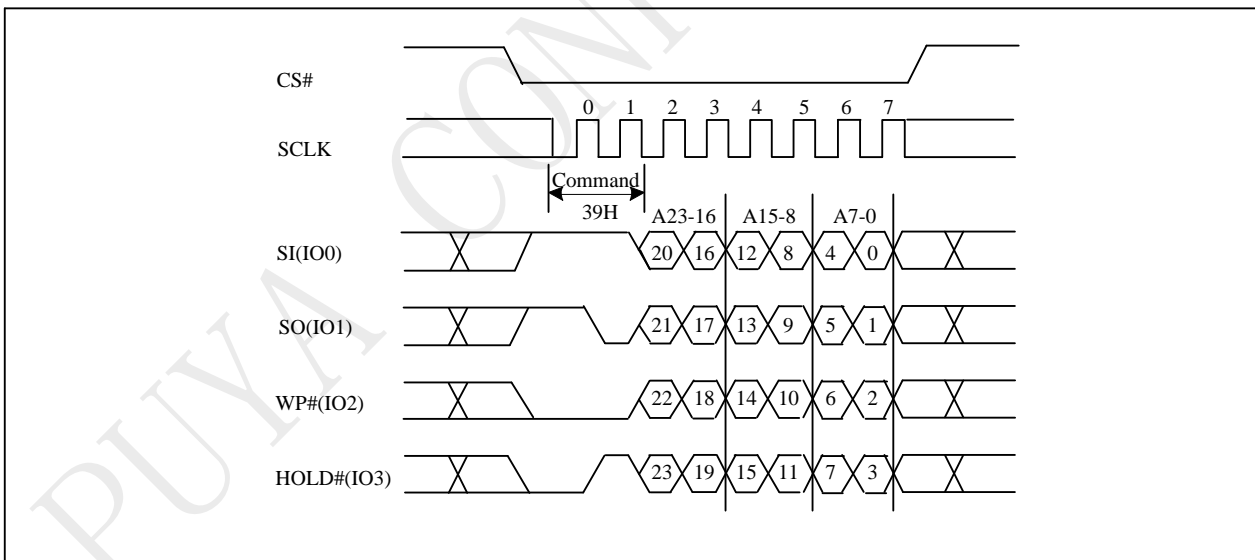 CS#
0 1 2 3 4 5 6 7
SCLK
Command
39H
A23-16 A15-8 A7-0
SI(IO0) 20 16 12 8 4 0
SO(IO1) 21 17 13 9 5 1
WP#(IO2) 22 18 14 10 6 2
HOLD#(IO3) 23 19 15 11 7 3